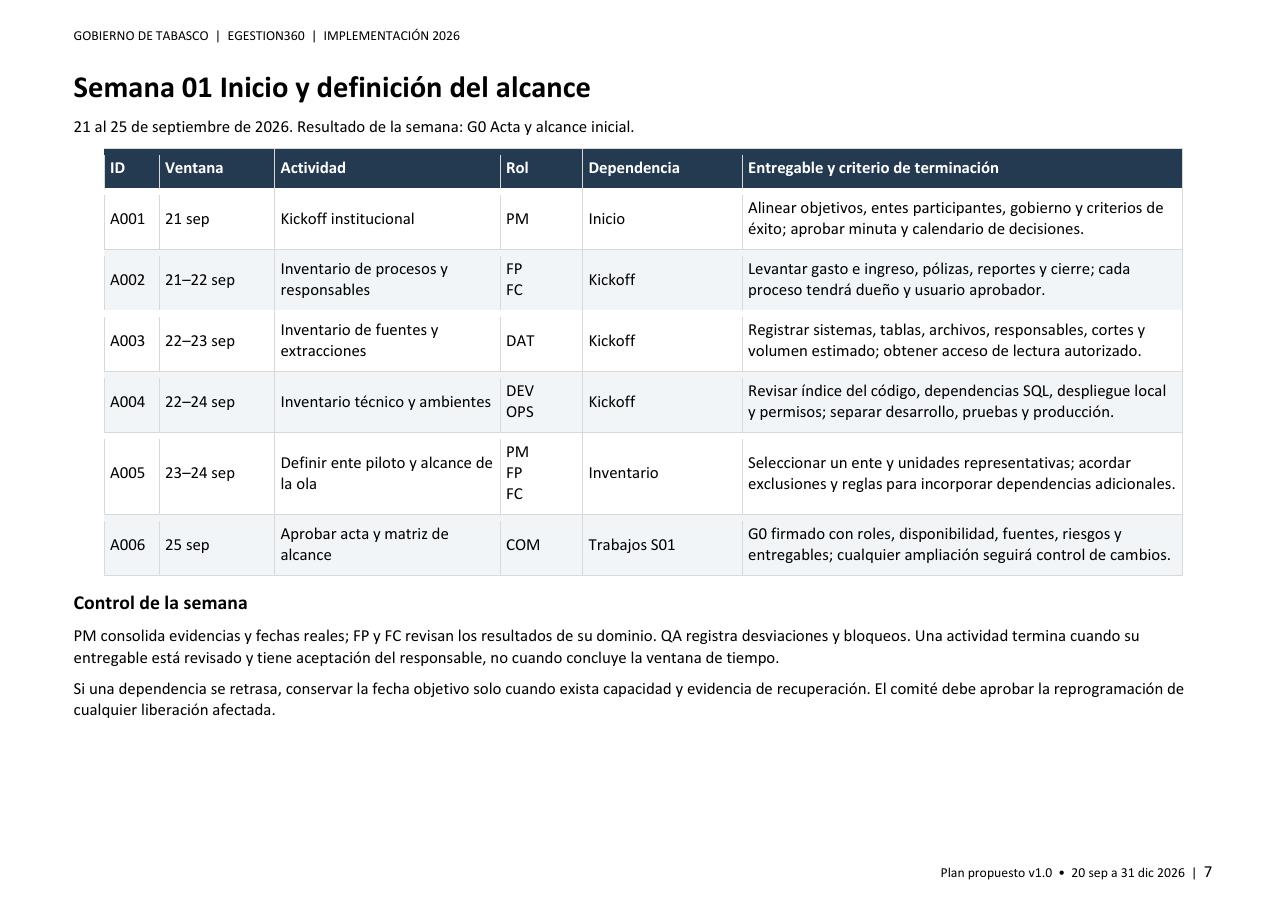 GOBIERNO DE TABASCO | EGESTION360 | IMPLEMENTACIÓN 2026
Semana 01 Inicio y definición del alcance
21 al 25 de septiembre de 2026. Resultado de la semana: G0 Acta y alcance inicial.
ID Ventana Actividad Rol Dependencia Entregable y criterio de terminación
A001 21 sep Kickoff institucional PM Inicio Alinear objetivos, entes participantes, gobierno y criterios de
éxito; aprobar minuta y calendario de decisiones.
A002 21–22 sep Inventario de procesos y FP Kickoff Levantar gasto e ingreso, pólizas, reportes y cierre; cada
responsables FC proceso tendrá dueño y usuario aprobador.
A003 22–23 sep Inventario de fuentes y DAT Kickoff Registrar sistemas, tablas, archivos, responsables, cortes y
extracciones volumen estimado; obtener acceso de lectura autorizado.
A004 22–24 sep Inventario técnico y ambientes DEV Kickoff Revisar índice del código, dependencias SQL, despliegue local
OPS y permisos; separar desarrollo, pruebas y producción.
A005 23–24 sep Definir ente piloto y alcance de PM Inventario Seleccionar un ente y unidades representativas; acordar
la ola FP exclusiones y reglas para incorporar dependencias adicionales.
FC
A006 25 sep Aprobar acta y matriz de COM Trabajos S01 G0 firmado con roles, disponibilidad, fuentes, riesgos y
alcance entregables; cualquier ampliación seguirá control de cambios.
Control de la semana
PM consolida evidencias y fechas reales; FP y FC revisan los resultados de su dominio. QA registra desviaciones y bloqueos. Una actividad termina cuando su
entregable está revisado y tiene aceptación del responsable, no cuando concluye la ventana de tiempo.
Si una dependencia se retrasa, conservar la fecha objetivo solo cuando exista capacidad y evidencia de recuperación. El comité debe aprobar la reprogramación de
cualquier liberación afectada.
Plan propuesto v1.0 • 20 sep a 31 dic 2026 | 7